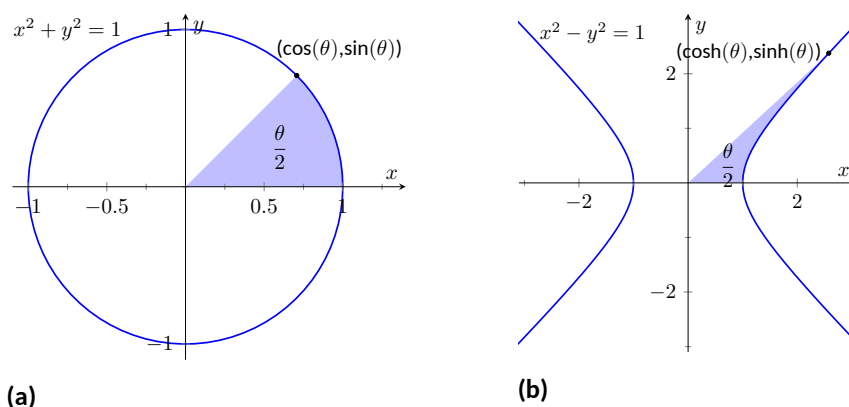 x² + y² = 1
y
1
(cos(θ),sin(θ))
θ/2
x
−1 −0.5 0.5 1
−1
(a)
x² − y² = 1
y
(cosh(θ),sinh(θ))
2
θ/2
x
−2 2
−2
(b)